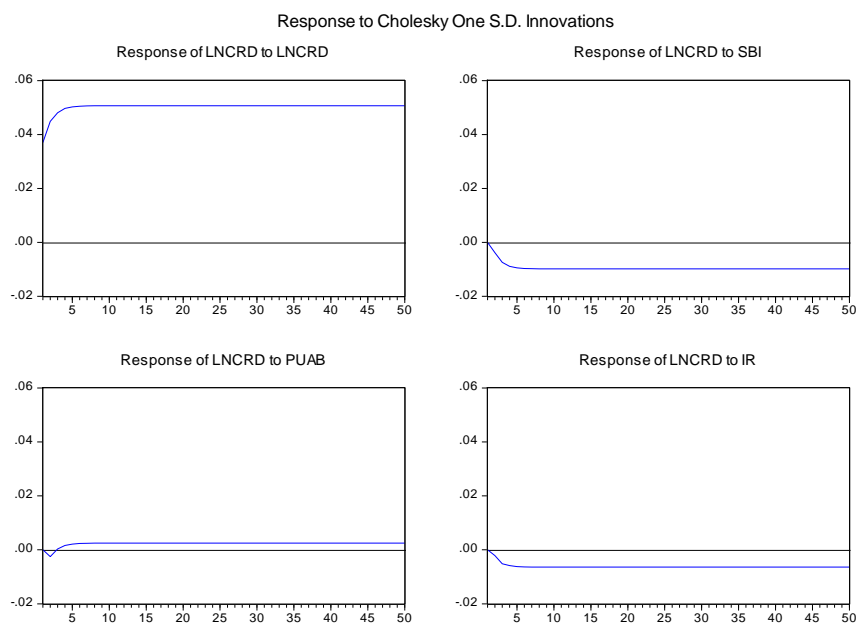 Response to Cholesky One S.D. Innovations
Response of LNCRD to LNCRD
.06
.04
.02
.00
-.02
5 10 15 20 25 30 35 40 45 50
Response of LNCRD to SBI
.06
.04
.02
.00
-.02
5 10 15 20 25 30 35 40 45 50
Response of LNCRD to PUAB
.06
.04
.02
.00
-.02
5 10 15 20 25 30 35 40 45 50
Response of LNCRD to IR
.06
.04
.02
.00
-.02
5 10 15 20 25 30 35 40 45 50